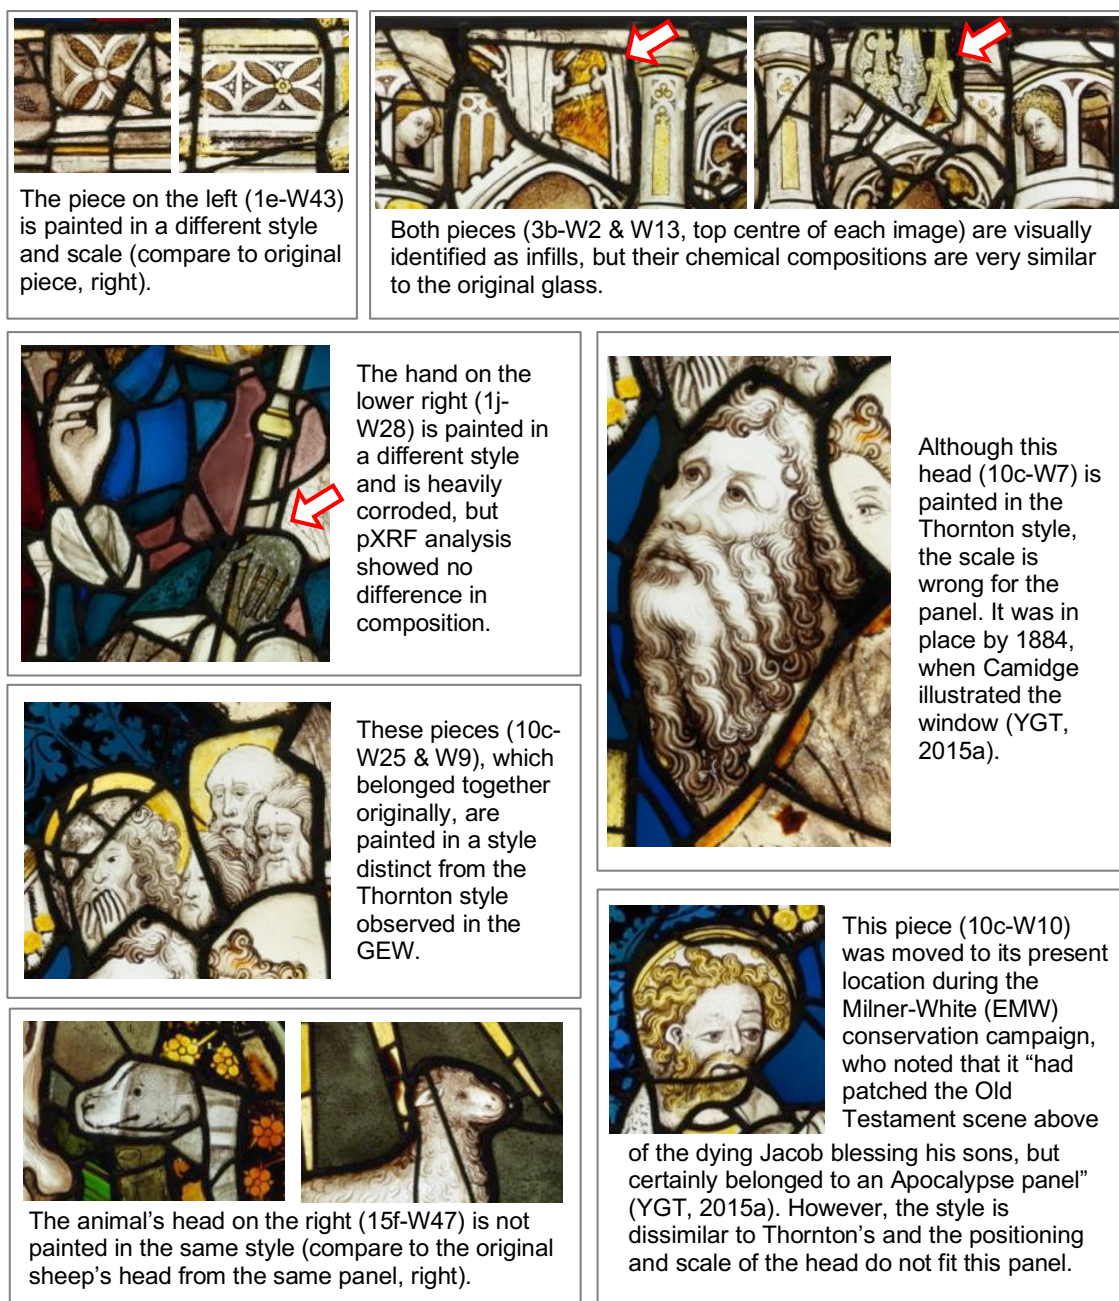 The piece on the left (1e-W43)
is painted in a different style
and scale (compare to original
piece, right).
Both pieces (3b-W2 & W13, top centre of each image) are visually
identified as infills, but their chemical compositions are very similar
to the original glass.
The hand on the
lower right (1j-
W28) is painted in
a different style
and is heavily
corroded, but
pXRF analysis
showed no
difference in
composition.
Although this
head (10c-W7) is
painted in the
Thornton style,
the scale is
wrong for the
panel. It was in
place by 1884,
when Camidge
illustrated the
window (YGT,
2015a).
These pieces (10c-
W25 & W9), which
belonged together
originally, are
painted in a style
distinct from the
Thornton style
observed in the
GEW.
This piece (10c-W10)
was moved to its present
location during the
Milner-White (EMW)
conservation campaign,
who noted that it “had
patched the Old
Testament scene above
of the dying Jacob blessing his sons, but
certainly belonged to an Apocalypse panel”
(YGT, 2015a). However, the style is
dissimilar to Thornton’s and the positioning
and scale of the head do not fit this panel.
The animal’s head on the right (15f-W47) is not
painted in the same style (compare to the original
sheep’s head from the same panel, right).